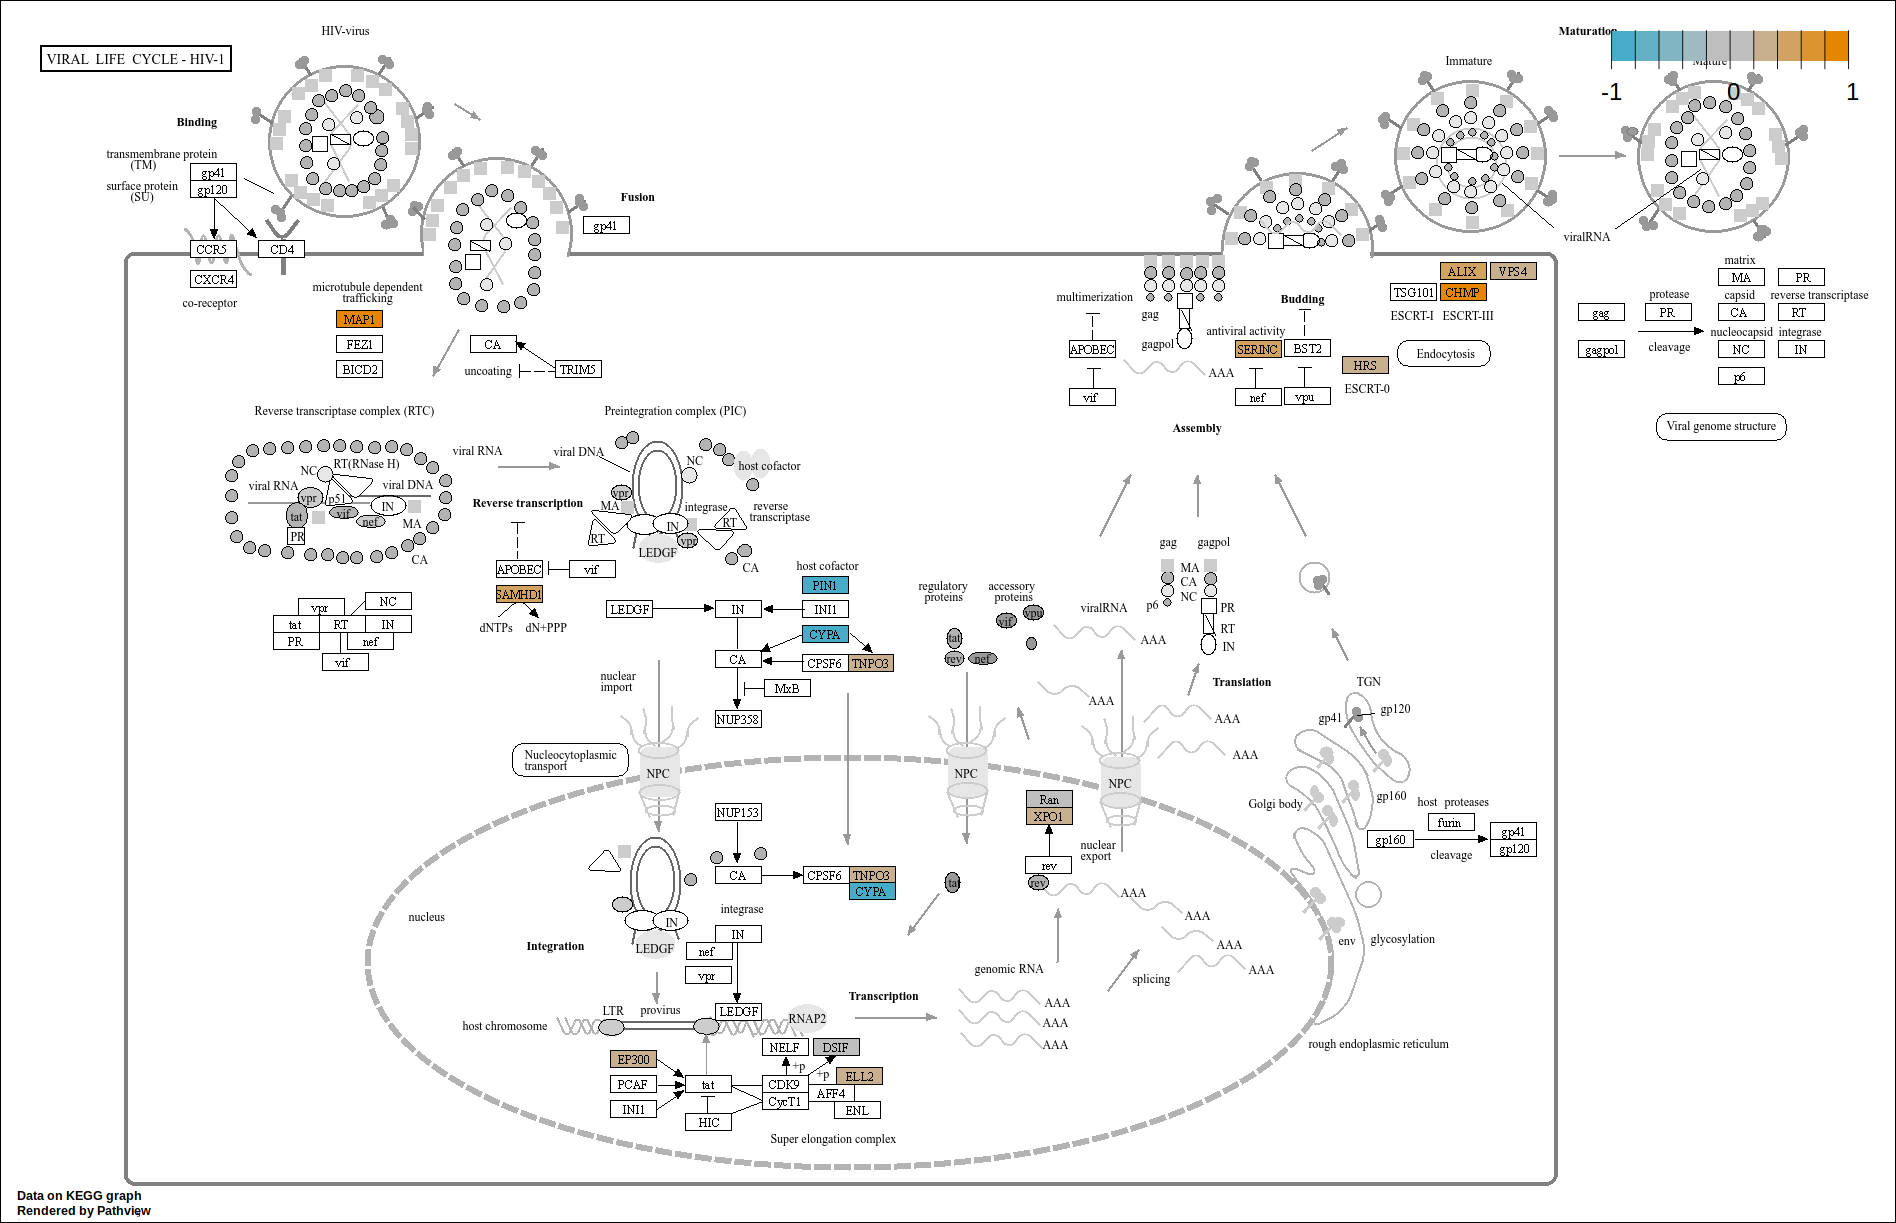 VIRAL LIFE CYCLE - HIV-1
HIV-virus
Binding
transmembrane protein
(TM)
gp41
surface protein
(SU)
gp120
CCR5
CD4
CXCR4
co-receptor
Fusion
gp41
microtubule dependent
trafficking
MAP1
FEZ1
BICD2
CA
uncoating
TRIM5
Reverse transcriptase complex (RTC)
NC
RT(RNase H)
viral RNA
viral DNA
vpr
p51
tat
vif
nef
IN
MA
PR
CA
vpr
NC
tat
RT
IN
PR
nef
vif
viral RNA
Reverse transcription
APOBEC
vif
SAMHD1
dNTPs
dN+PPP
Preintegration complex (PIC)
viral DNA
NC
host cofactor
vpr
MA
integrase
reverse
transcriptase
RT
IN
RT
LEDGF
vpr
CA
host cofactor
PIN1
LEDGF
IN
INI1
CYPA
CA
CPSF6
TNPO3
MxB
NUP358
nuclear
import
Nucleocytoplasmic
transport
NPC
NPC
NPC
NUP153
CA
CPSF6
TNPO3
CYPA
nucleus
Integration
IN
LEDGF
integrase
IN
nef
vpr
LEDGF
LTR
provirus
host chromosome
RNAP2
Transcription
EP300
PCAF
INI1
tat
HIC
NELF
DSIF
+p
+p
CDK9
CycT1
ELL2
AFF4
ENL
Super elongation complex
regulatory
proteins
accessory
proteins
tat
rev
nef
vif
vpu
viralRNA
AAA
AAA
AAA
AAA
Ran
XPO1
nuclear
export
rev
rev
tat
AAA
AAA
AAA
AAA
genomic RNA
splicing
AAA
AAA
AAA
Translation
gag
gagpol
MA
CA
NC
p6
PR
RT
IN
Assembly
multimerization
APOBEC
vif
gag
gagpol
AAA
Budding
antiviral activity
SERINC
BST2
nef
vpu
HRS
ESCRT-0
ALIX
VPS4
TSG101
CHMP
ESCRT-I
ESCRT-III
Endocytosis
TGN
gp41
gp120
gp160
Golgi body
host proteases
furin
gp160
cleavage
gp41
gp120
env
glycosylation
rough endoplasmic reticulum
Maturation
Immature
Mature
-1
0
1
viralRNA
gag
gagpol
protease
PR
cleavage
matrix
MA
PR
capsid
reverse transcriptase
CA
RT
nucleocapsid
integrase
NC
IN
p6
Viral genome structure
Data on KEGG graph
Rendered by Pathview